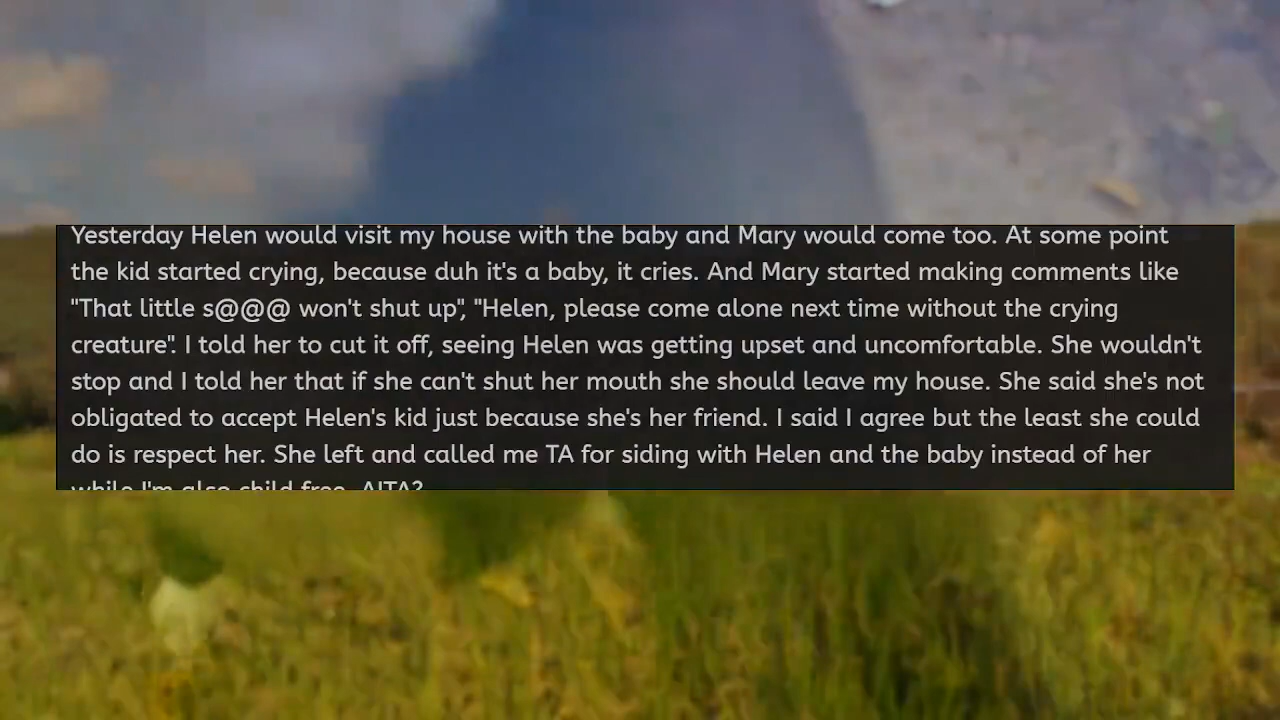 Yesterday Helen would visit my house with the baby and Mary would come too. At some point
the kid started crying, because duh it's a baby, it cries. And Mary started making comments like
"That little s@@@ won't shut up", "Helen, please come alone next time without the crying
creature". I told her to cut it off, seeing Helen was getting upset and uncomfortable. She wouldn't
stop and I told her that if she can't shut her mouth she should leave my house. She said she's not
obligated to accept Helen's kid just because she's her friend. I said I agree but the least she could
do is respect her. She left and called me TA for siding with Helen and the baby instead of her
while I'm also child free. AITA?